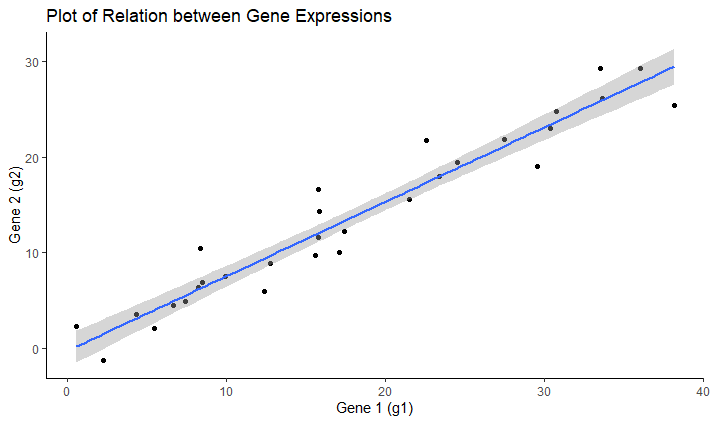 Plot of Relation between Gene Expressions
30
20
10
0
Gene 2 (g2)
0 10 20 30 40
Gene 1 (g1)